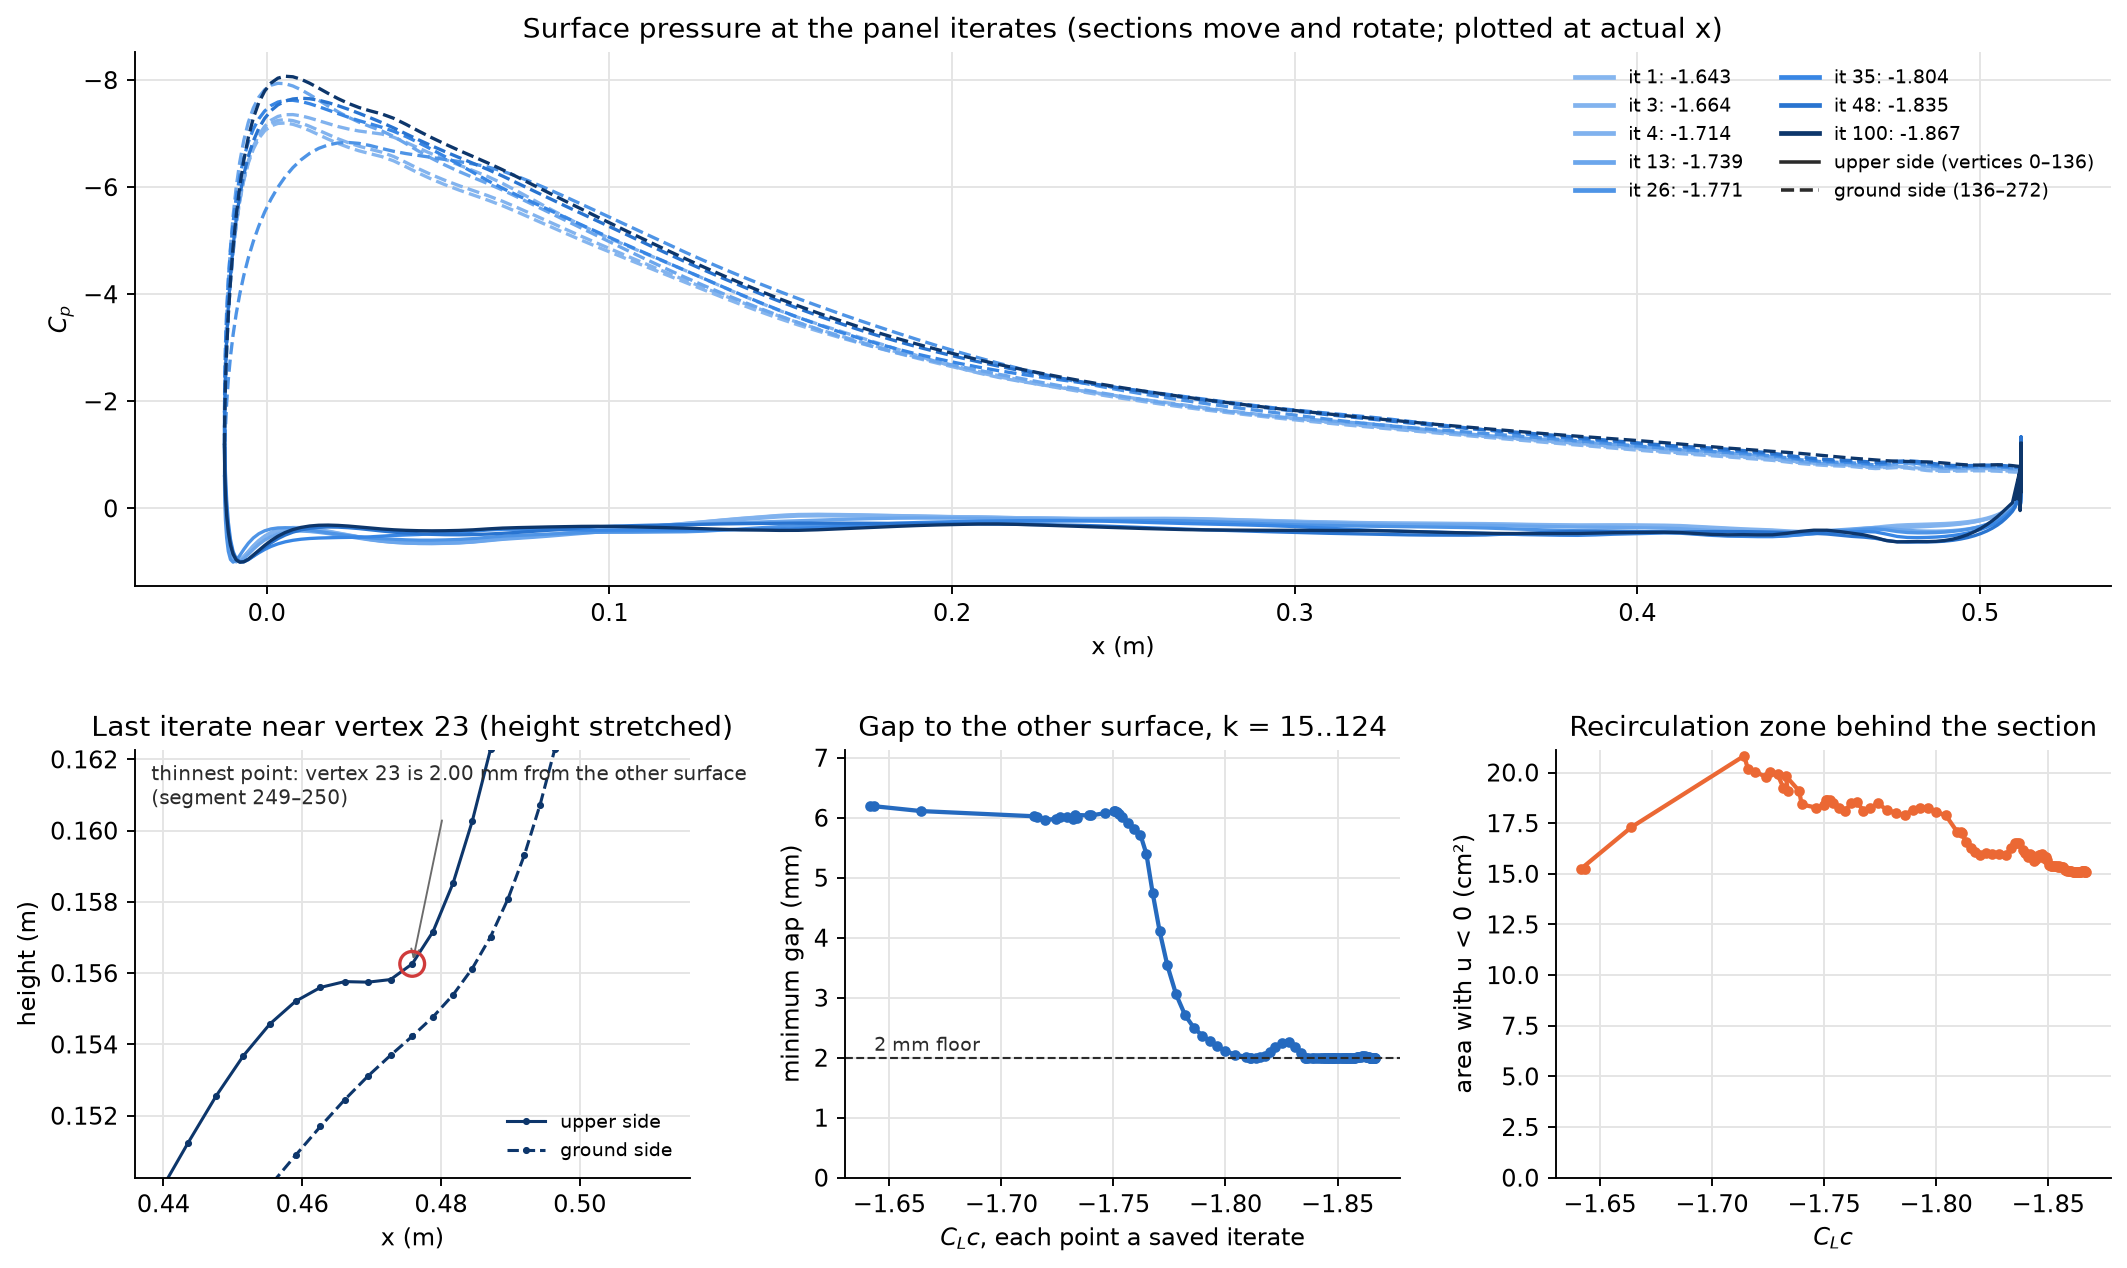 Surface pressure at the panel iterates (sections move and rotate; plotted at actual x)
−8
−6
−4
−2
0
C_p
it 1: -1.643
it 3: -1.664
it 4: -1.714
it 13: -1.739
it 26: -1.771
it 35: -1.804
it 48: -1.835
it 100: -1.867
upper side (vertices 0–136)
ground side (136–272)
0.0 0.1 0.2 0.3 0.4 0.5
x (m)
Last iterate near vertex 23 (height stretched)
0.162
0.160
0.158
0.156
0.154
0.152
height (m)
thinnest point: vertex 23 is 2.00 mm from the other surface
(segment 249–250)
upper side
ground side
0.44 0.46 0.48 0.50
x (m)
Gap to the other surface, k = 15..124
7
6
5
4
3
2
1
0
minimum gap (mm)
2 mm floor
−1.65 −1.70 −1.75 −1.80 −1.85
C_Lc, each point a saved iterate
Recirculation zone behind the section
20.0
17.5
15.0
12.5
10.0
7.5
5.0
2.5
0.0
area with u < 0 (cm²)
−1.65 −1.70 −1.75 −1.80 −1.85
C_Lc